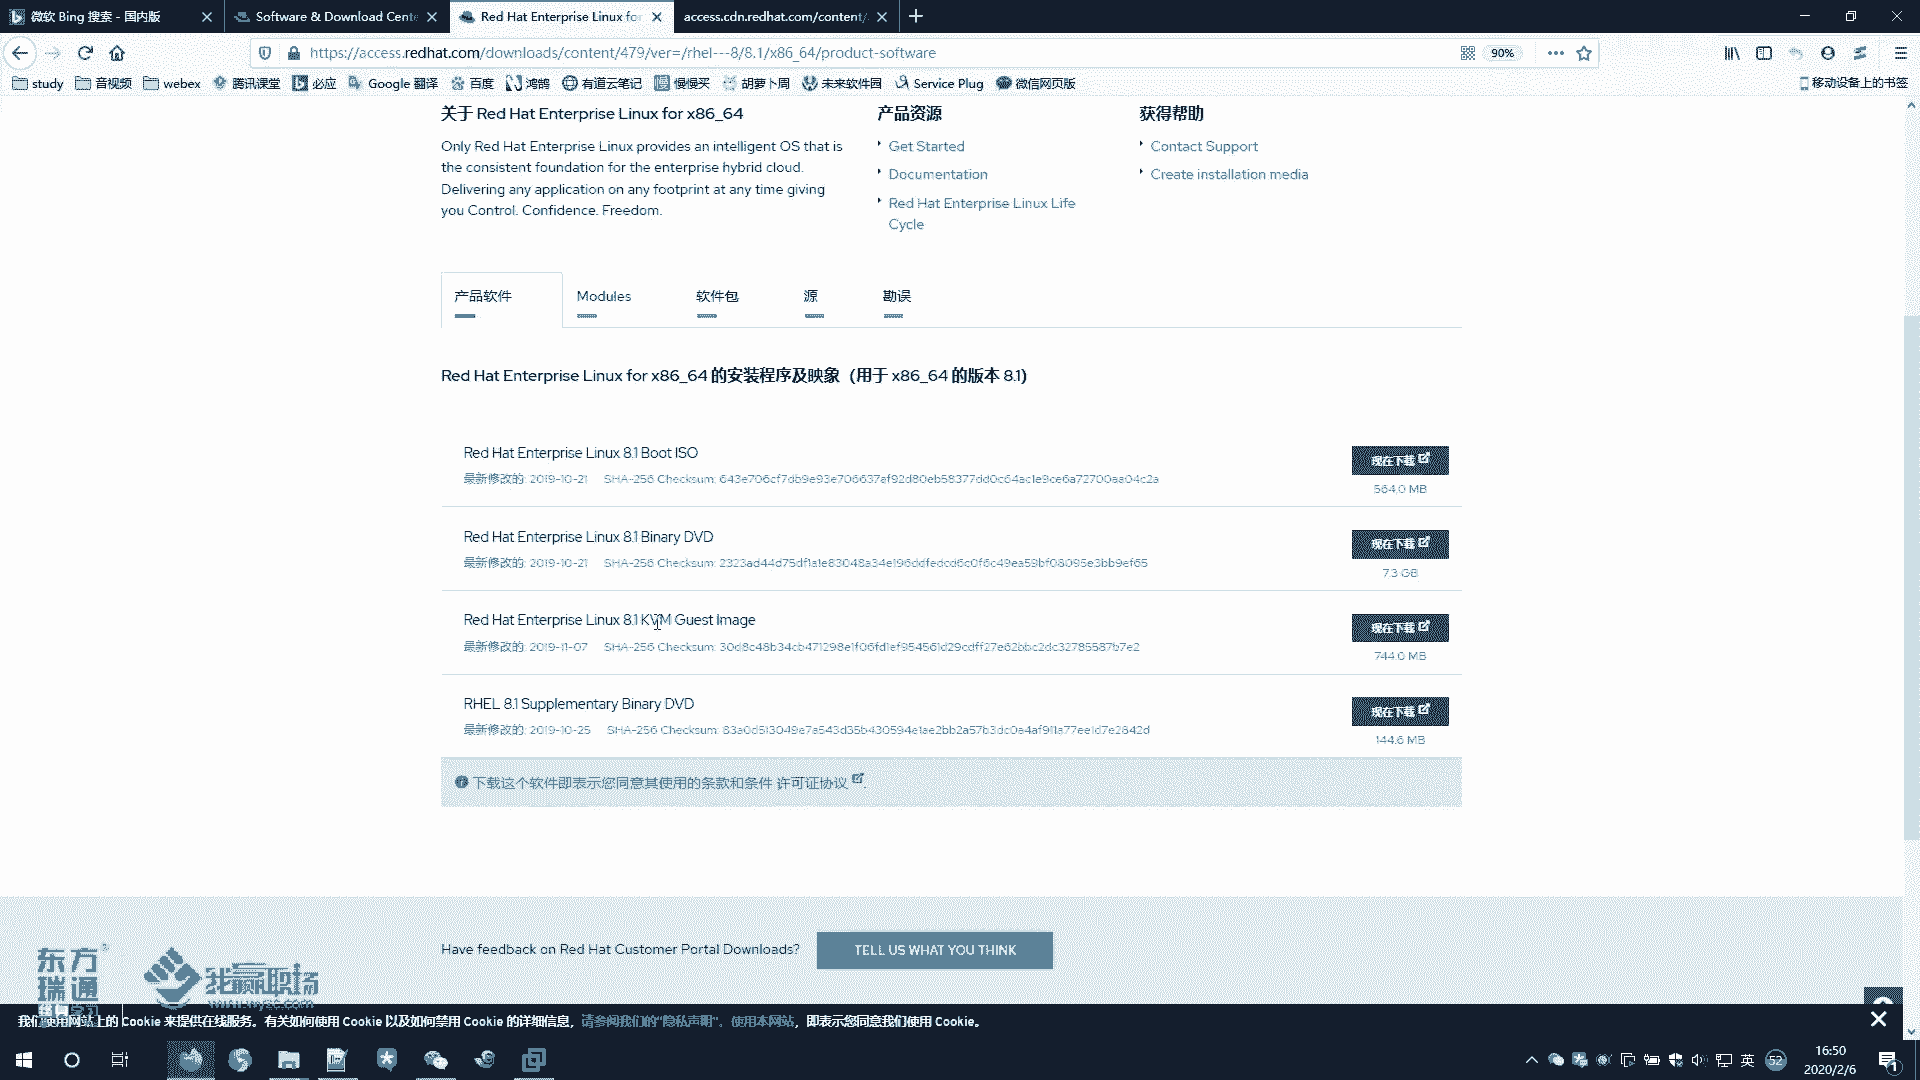 微软 Bing 搜索 - 国内版
Software & Download Cente
Red Hat Enterprise Linux for
access.cdn.redhat.com/content/
https://access.redhat.com/downloads/content/479/ver=/rhel---8/8.1/x86_64/product-software
90%
study 音视频 webex 腾讯课堂 必应 Google 翻译 百度 鸿鹄 有道云笔记 慢慢买 胡萝卜周 未来软件园 Service Plug 微信网页版 移动设备上的书签
关于 Red Hat Enterprise Linux for x86_64
Only Red Hat Enterprise Linux provides an intelligent OS that is
the consistent foundation for the enterprise hybrid cloud.
Delivering any application on any footprint at any time giving
you Control. Confidence. Freedom.
产品资源
Get Started
Documentation
Red Hat Enterprise Linux Life
Cycle
获得帮助
Contact Support
Create installation media
产品软件 Modules 软件包 源 勘误
Red Hat Enterprise Linux for x86_64 的安装程序及映象（用于 x86_64 的版本 8.1）
Red Hat Enterprise Linux 8.1 Boot ISO
现在下载
最新修改的: 2019-10-21 SHA-256 Checksum:
564.0 MB
Red Hat Enterprise Linux 8.1 Binary DVD
现在下载
最新修改的: 2019-10-21 SHA-256 Checksum:
7.3 GB
Red Hat Enterprise Linux 8.1 KVM Guest Image
现在下载
最新修改的: 2019-11-07 SHA-256 Checksum:
744.0 MB
RHEL 8.1 Supplementary Binary DVD
现在下载
最新修改的: 2019-10-25 SHA-256 Checksum:
144.6 MB
下载这个软件即表示您同意其使用的条款和条件 许可证协议.
Have feedback on Red Hat Customer Portal Downloads?
TELL US WHAT YOU THINK
东方
瑞通
终身学习
我赢职场
我们使用网站上的 Cookie 来提供在线服务。有关如何使用 Cookie 以及如何禁用 Cookie 的详细信息，请参阅我们的“隐私声明”。使用本网站，即表示您同意我们使用 Cookie。
英
52
16:50
2020/2/6
1